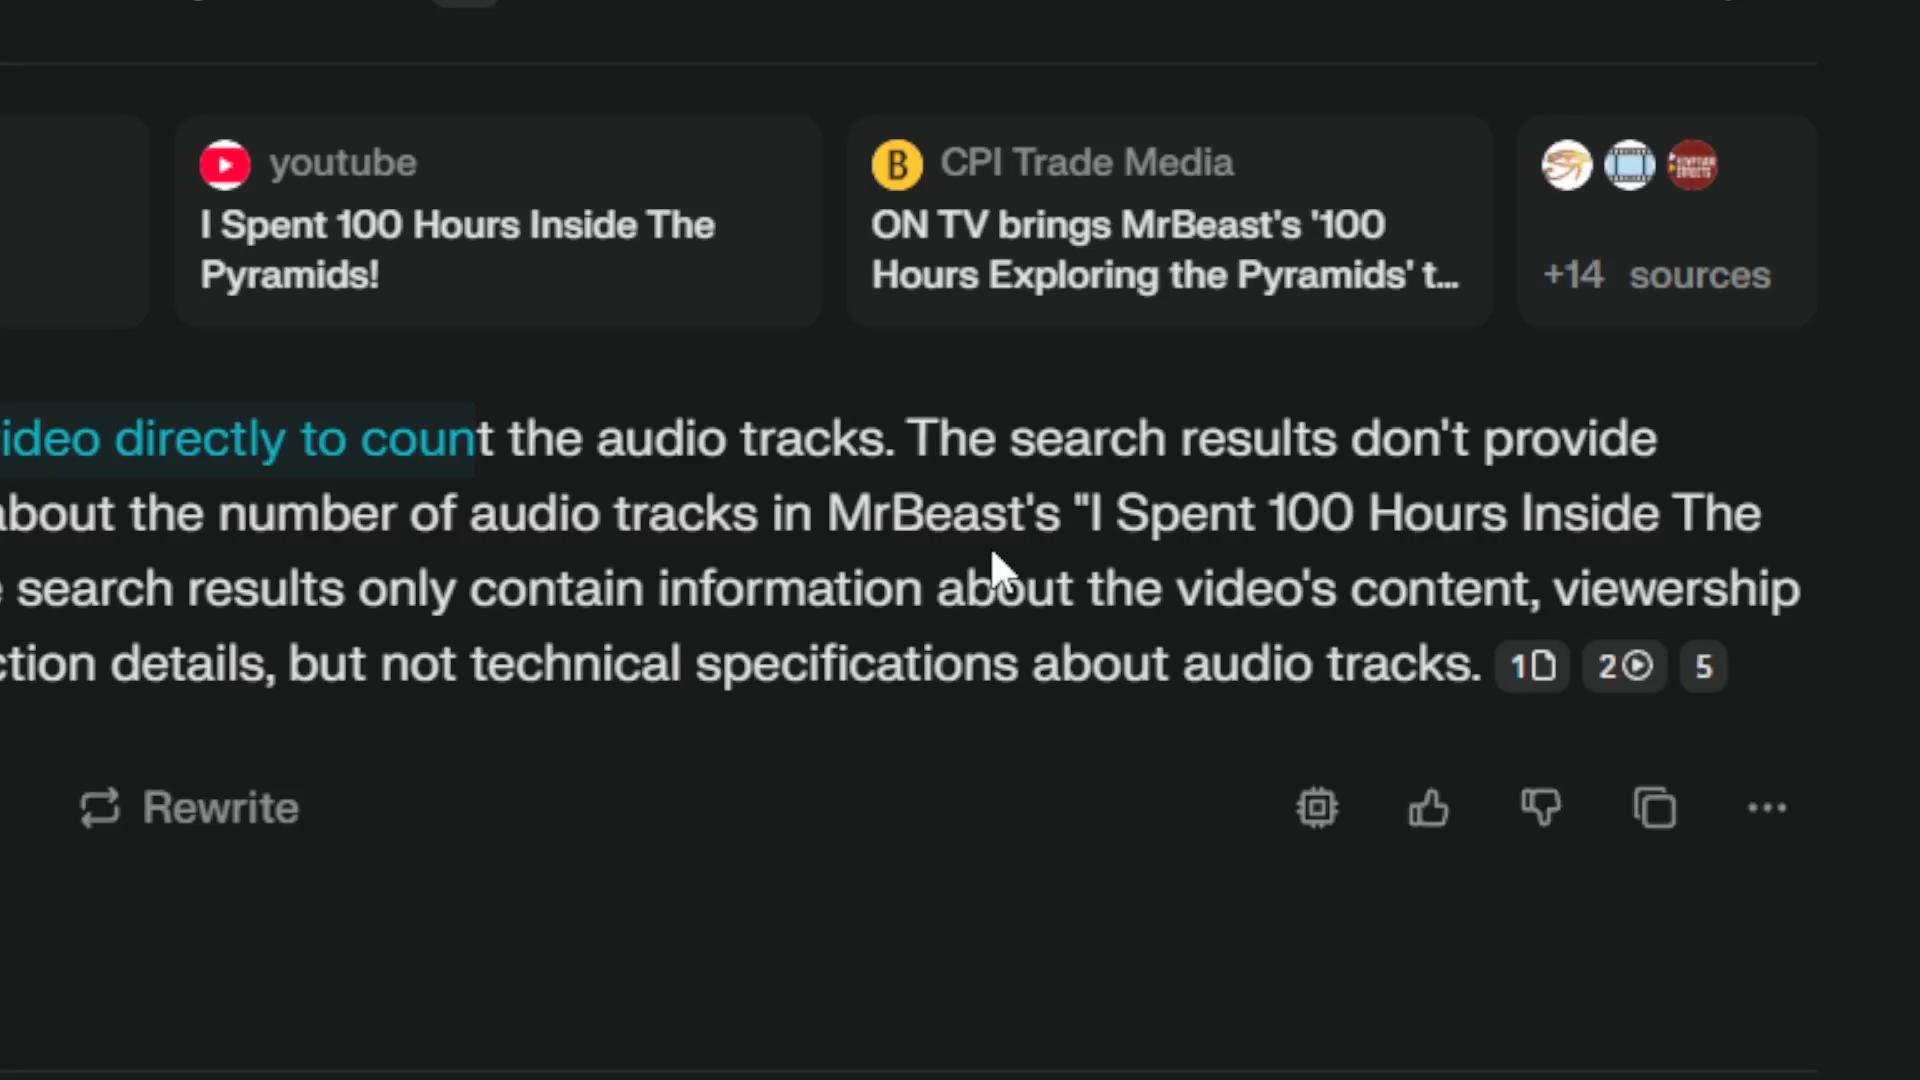 youtube
I Spent 100 Hours Inside The
Pyramids!
B CPI Trade Media
ON TV brings MrBeast's '100
Hours Exploring the Pyramids' t...
+14 sources
ideo directly to count the audio tracks. The search results don't provide
about the number of audio tracks in MrBeast's "I Spent 100 Hours Inside The
search results only contain information about the video's content, viewership
ction details, but not technical specifications about audio tracks. 1 2 5
Rewrite